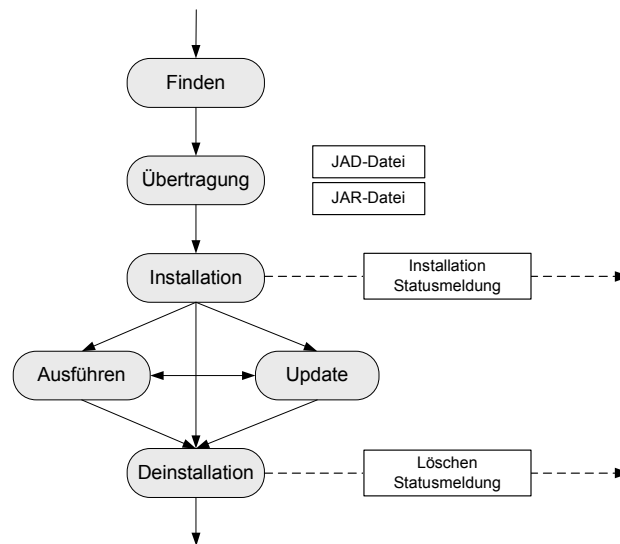 Finden
Übertragung
JAD-Datei
JAR-Datei
Installation
Installation
Statusmeldung
Ausführen
Update
Deinstallation
Löschen
Statusmeldung